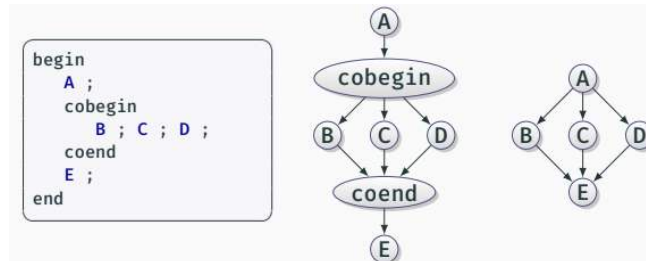 begin
A ;
cobegin
B ; C ; D ;
coend
E ;
end
A
cobegin
B C D
coend
E
A
B C D
E